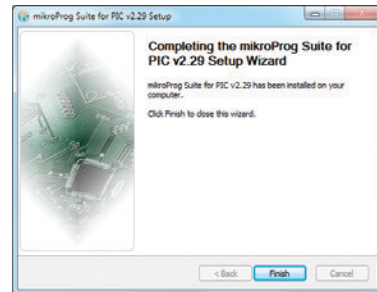 mikroProg Suite for PIC v2.29 Setup
Completing the mikroProg Suite for
PIC v2.29 Setup Wizard
mikroProg Suite for PIC v2.29 has been installed on your
computer.
Click Finish to close this wizard.
< Back
Finish
Cancel